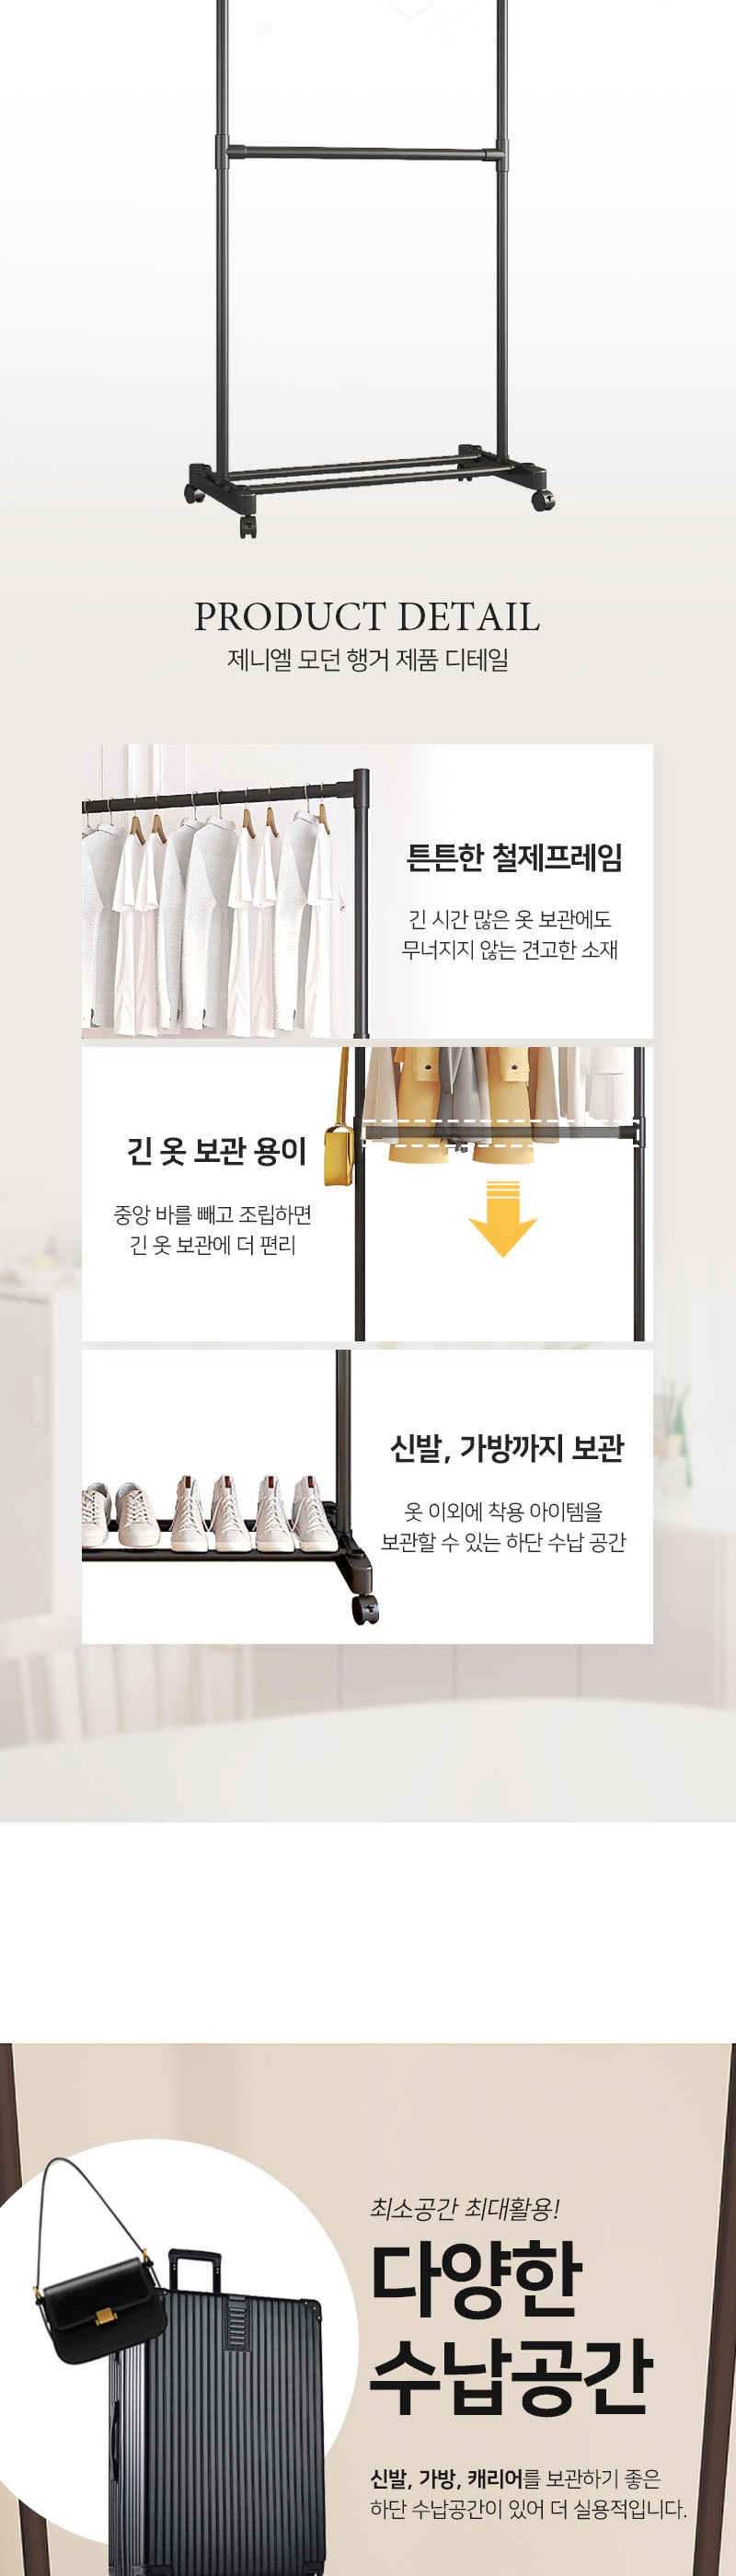 PRODUCT DETAIL
제니엘 모던 행거 제품 디테일
튼튼한 철제프레임
긴 시간 많은 옷 보관에도
무너지지 않는 견고한 소재
긴 옷 보관 용이
중앙 바를 빼고 조립하면
긴 옷 보관에 더 편리
신발, 가방까지 보관
옷 이외에 착용 아이템을
보관할 수 있는 하단 수납 공간
최소공간 최대활용!
다양한
수납공간
신발, 가방, 캐리어를 보관하기 좋은
하단 수납공간이 있어 더 실용적입니다.